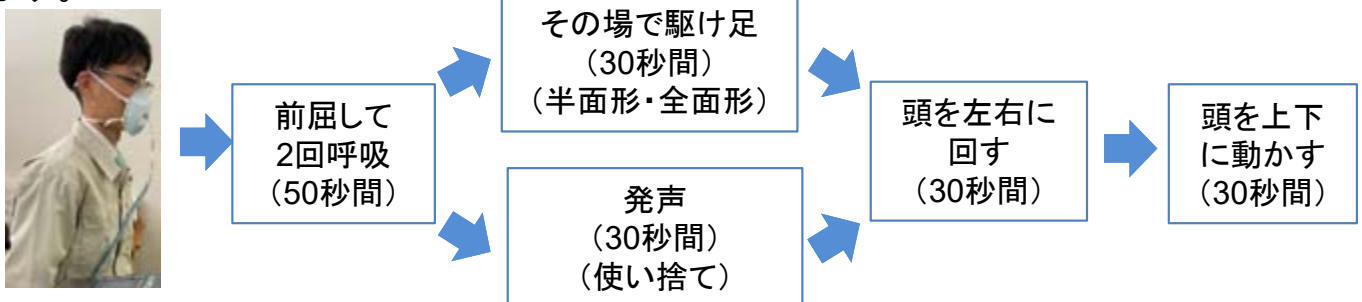 前屈して
2回呼吸
（50秒間）
その場で駆け足
（30秒間）
（半面形・全面形）
発声
（30秒間）
（使い捨て）
頭を左右に
回す
（30秒間）
頭を上下
に動かす
（30秒間）